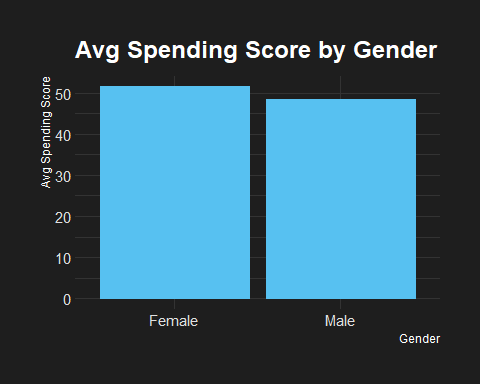 Avg Spending Score by Gender
Avg Spending Score
50
40
30
20
10
0
Female
Male
Gender